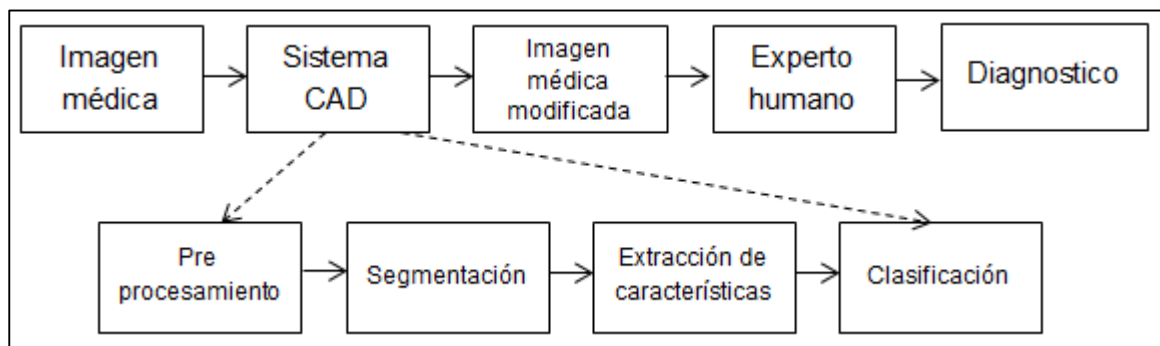 Imagen
médica
Sistema
CAD
Imagen
médica
modificada
Experto
humano
Diagnostico
Pre
procesamiento
Segmentación
Extracción de
características
Clasificación